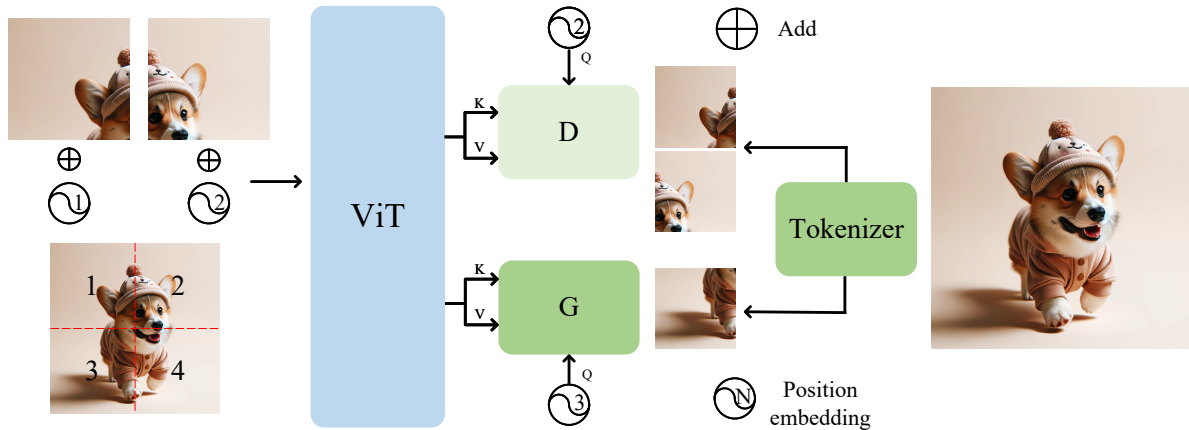 2
Q
Add
K
V
D
1
2
ViT
Tokenizer
1
2
3
4
K
V
G
Q
3
N
Position
embedding